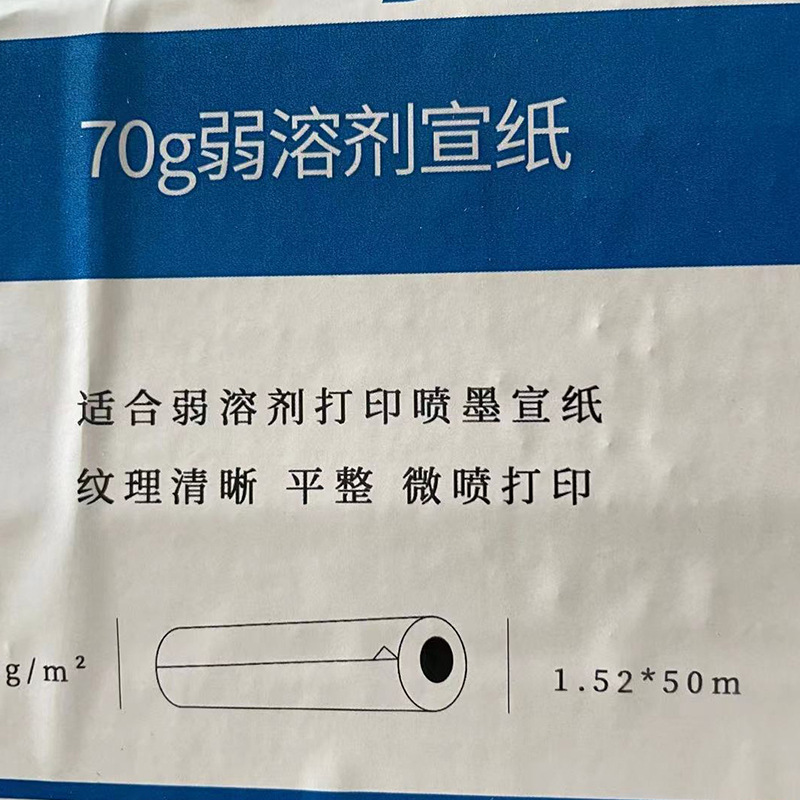 70g弱溶剂宣纸
适合弱溶剂打印喷墨宣纸
纹理清晰 平整 微喷打印
g/m²
1.52*50m